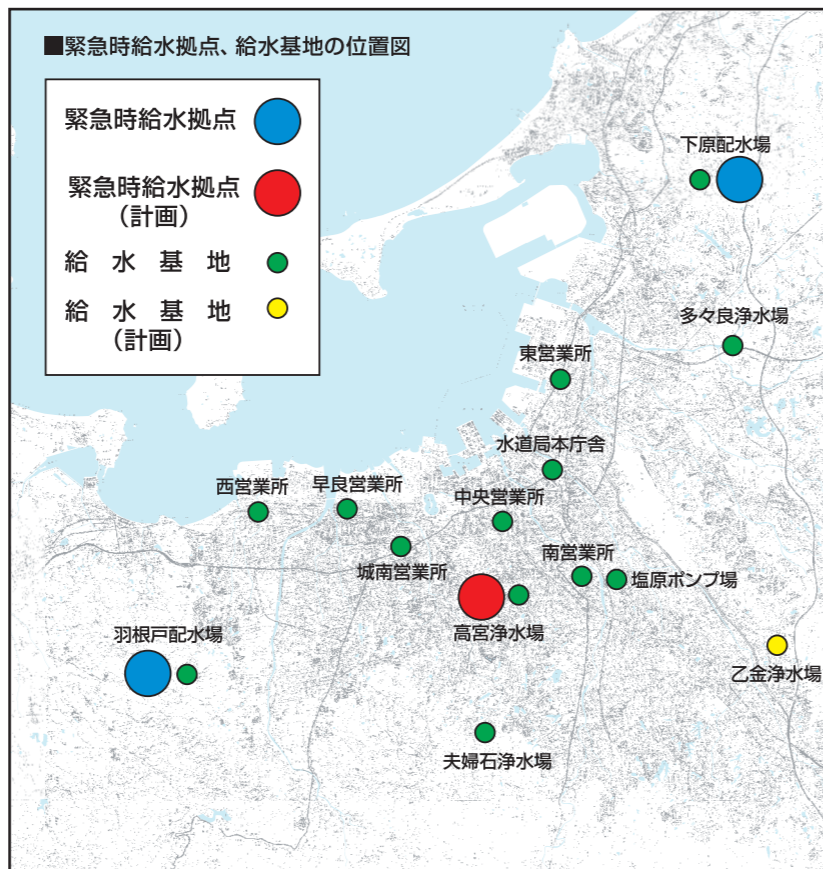 ■緊急時給水拠点、給水基地の位置図
緊急時給水拠点
緊急時給水拠点
（計画）
給水基地
給水基地
（計画）
下原配水場
多々良浄水場
東営業所
水道局本庁舎
西営業所
早良営業所
中央営業所
城南営業所
南営業所
塩原ポンプ場
羽根戸配水場
高宮浄水場
乙金浄水場
夫婦石浄水場